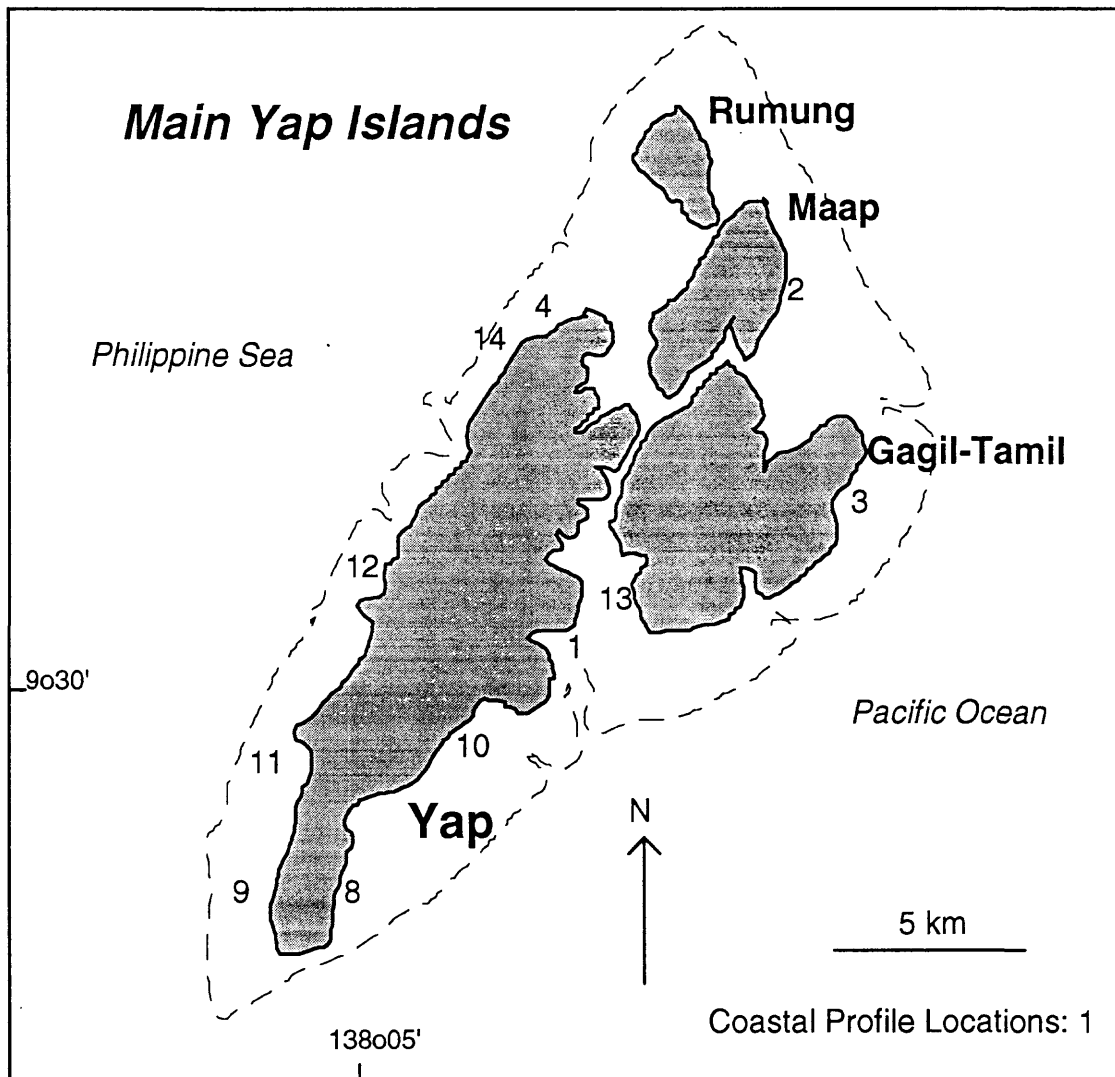 Main Yap Islands
Rumung
Maap
2
4
14
Philippine Sea
Gagil-Tamil
3
12
13
1
9o30'
Pacific Ocean
10
11
Yap
N
9
8
5 km
Coastal Profile Locations: 1
138o05'